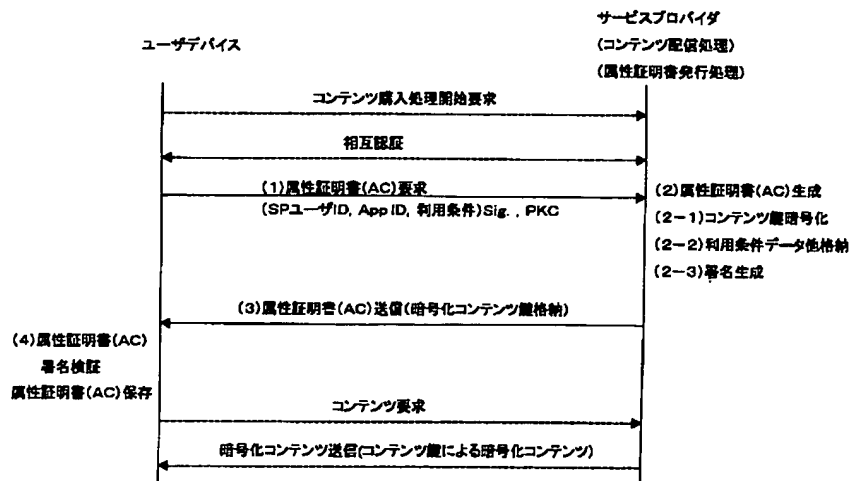 サービスプロバイダ
(コンテンツ配信処理)
(属性証明書発行処理)
ユーザデバイス
コンテンツ購入処理開始要求
相互認証
(1)属性証明書(AC)要求
(SPユーザID, App ID, 利用条件)Sig. , PKC
(2)属性証明書(AC)生成
(2-1)コンテンツ鍵暗号化
(2-2)利用条件データ他格納
(2-3)署名生成
(3)属性証明書(AC)送信(暗号化コンテンツ鍵格納)
(4)属性証明書(AC)
署名検証
属性証明書(AC)保存
コンテンツ要求
暗号化コンテンツ送信(コンテンツ鍵による暗号化コンテンツ)